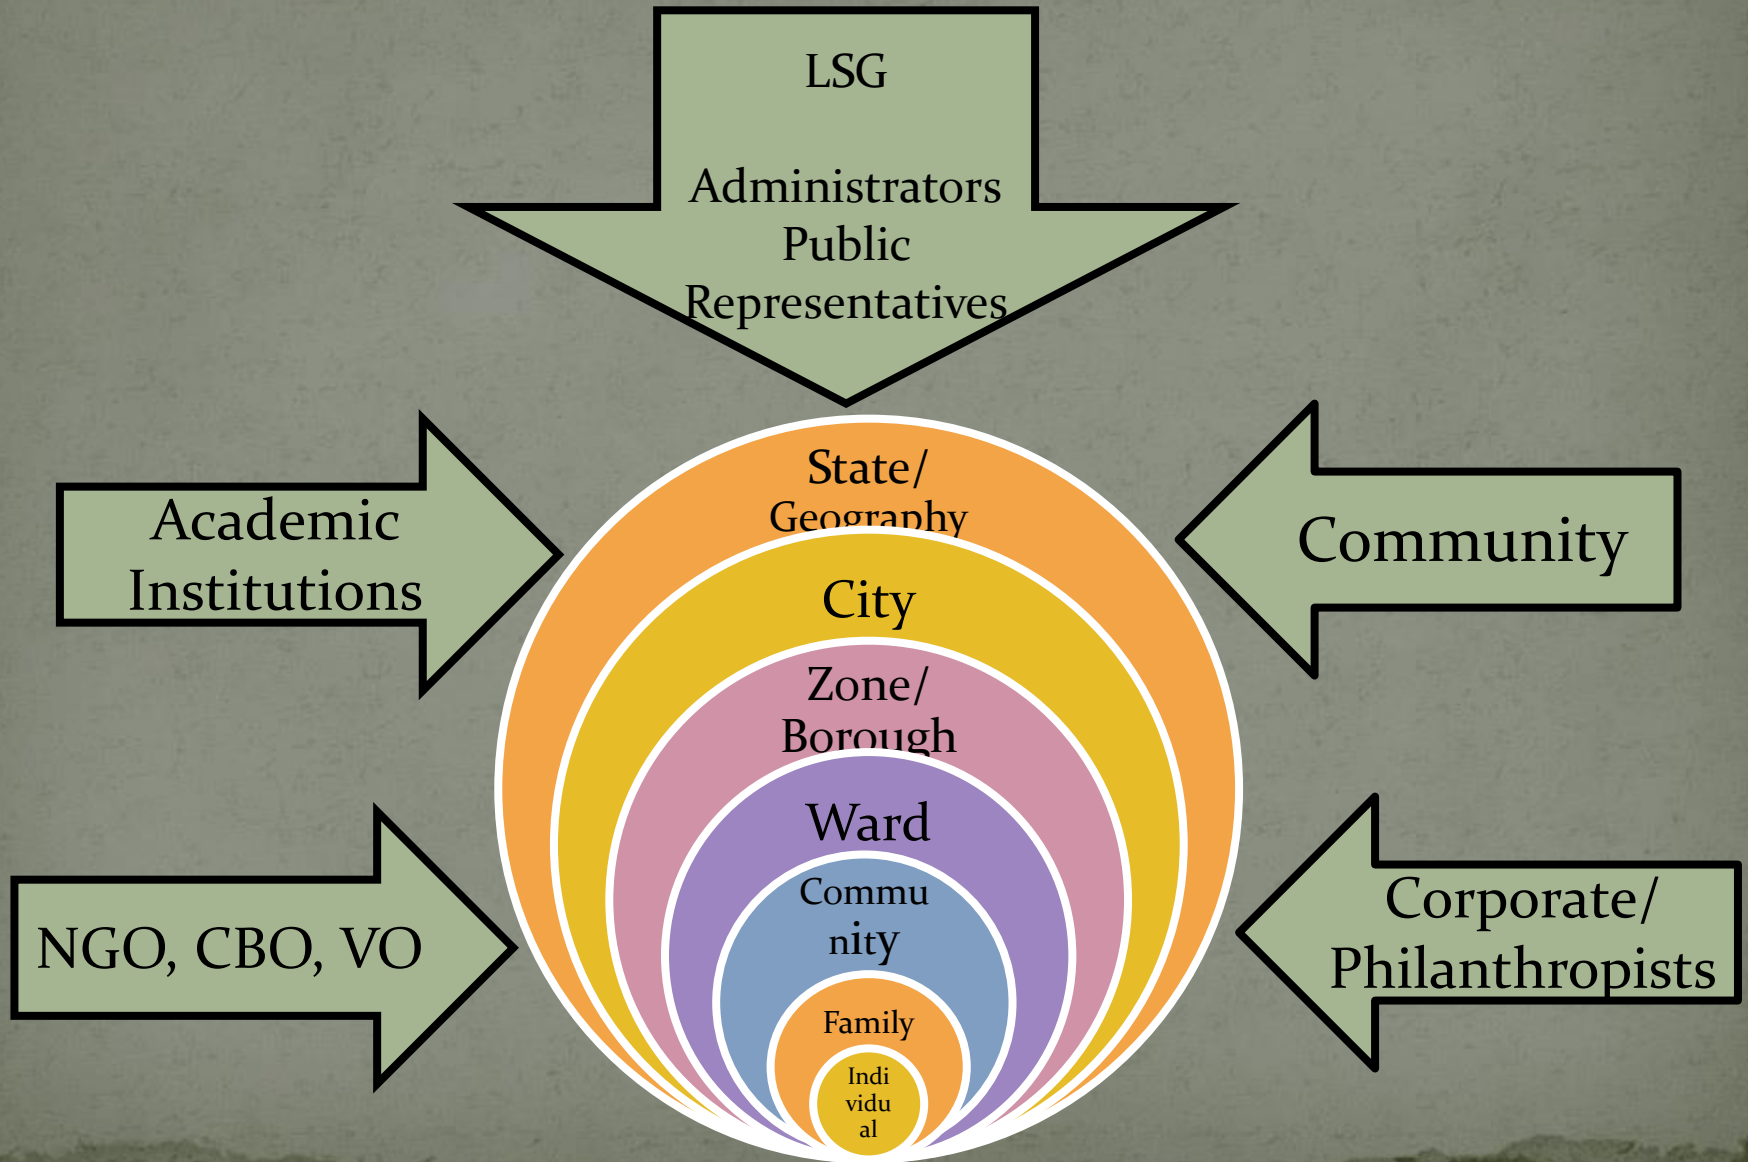 LSG
Administrators
Public
Representatives
State/
Geography
Academic
Institutions
Community
City
Zone/
Borough
Ward
Commu
nity
NGO, CBO, VO
Corporate/
Philanthropists
Family
Indi
vidu
al